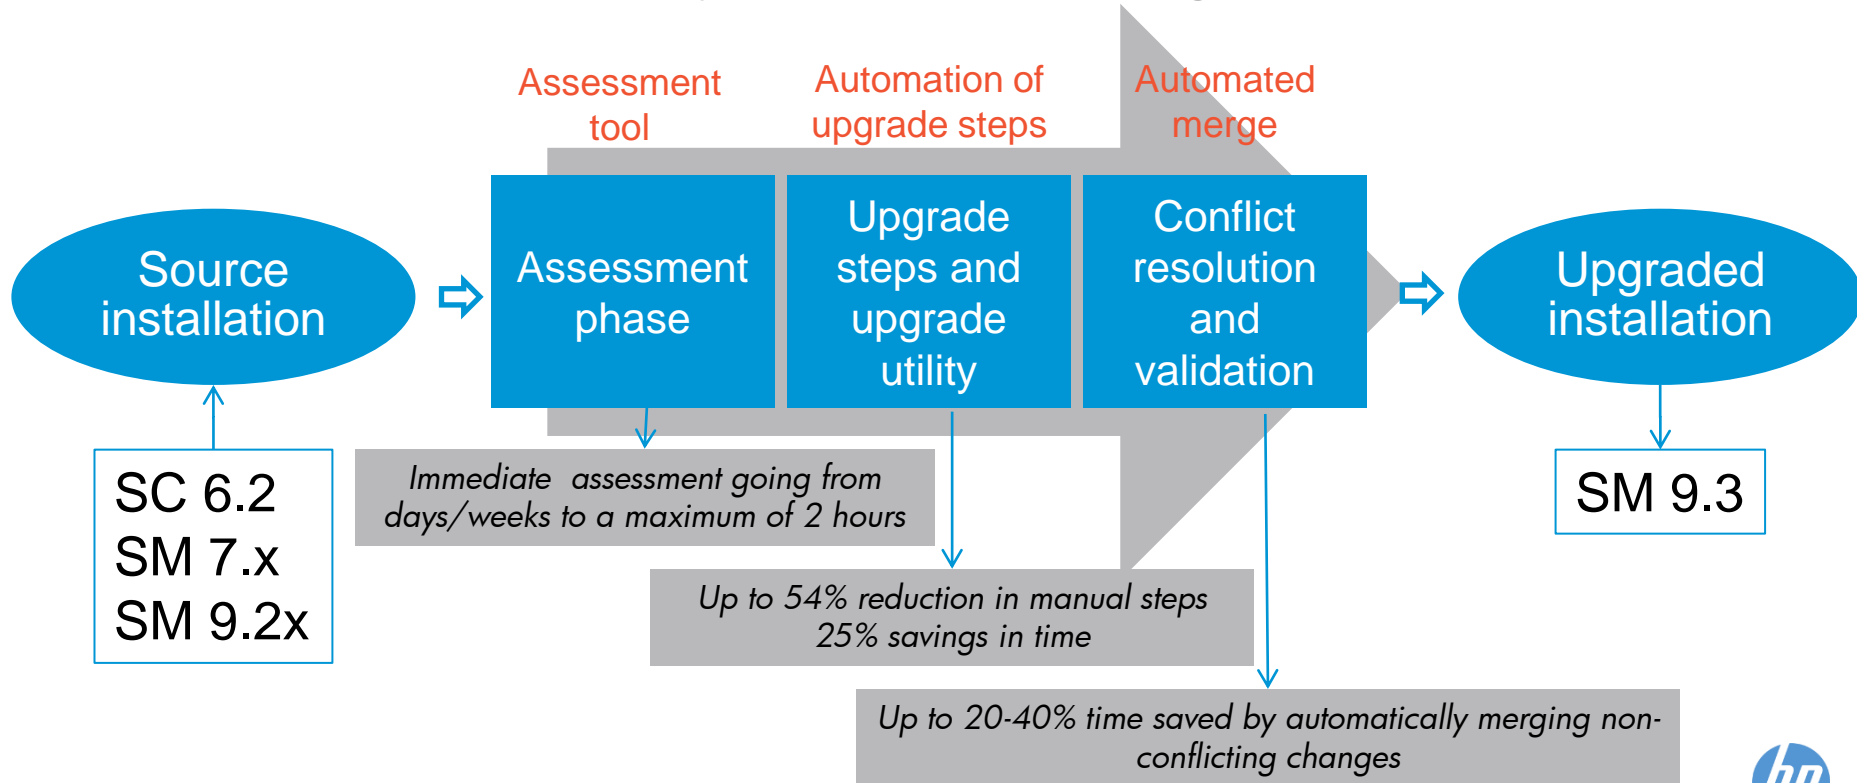 Assessment
tool
Automation of
upgrade steps
Automated
merge
Source
installation
Assessment
phase
Upgrade
steps and
upgrade
utility
Conflict
resolution
and
validation
Upgraded
installation
SC 6.2
SM 7.x
SM 9.2x
Immediate assessment going from
days/weeks to a maximum of 2 hours
SM 9.3
Up to 54% reduction in manual steps
25% savings in time
Up to 20-40% time saved by automatically merging non-
conflicting changes
hp